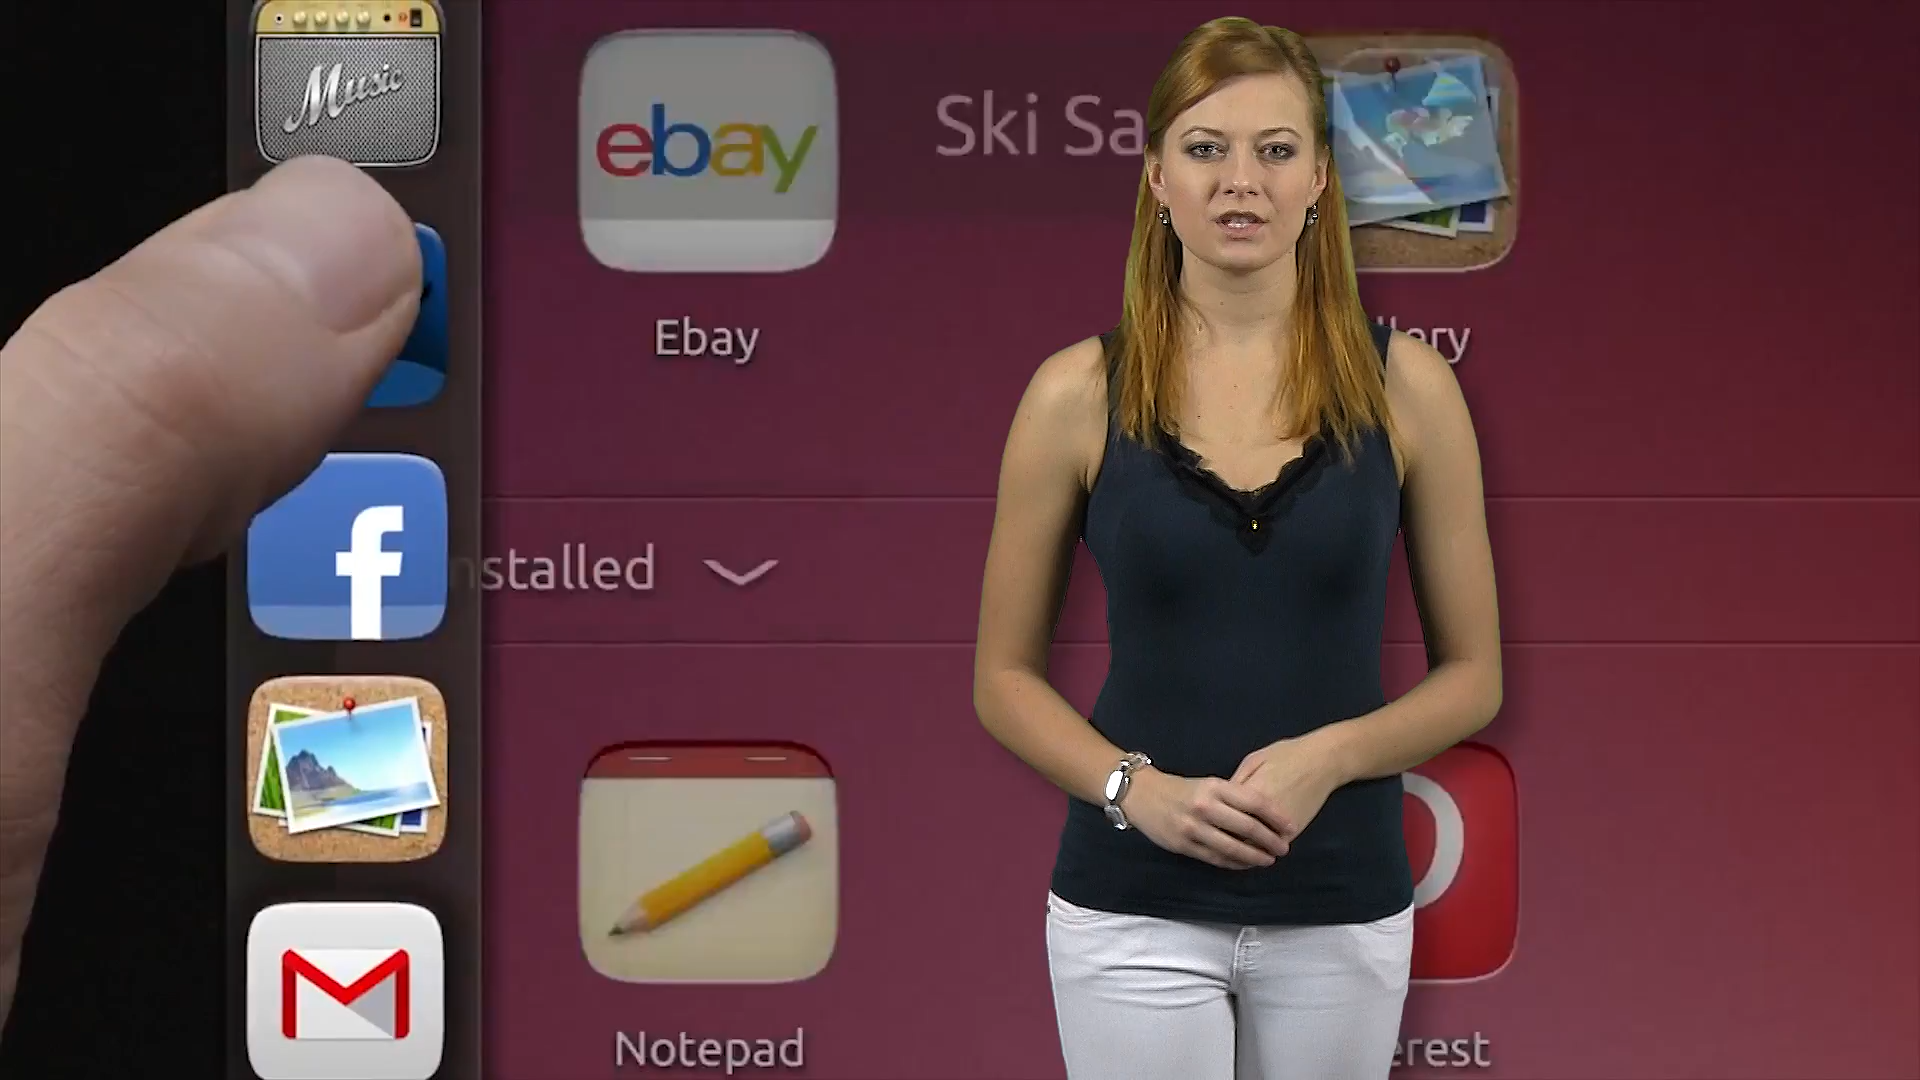 Music
ebay
Ski Sa
Ebay
llery
f
nstalled
Notepad
erest